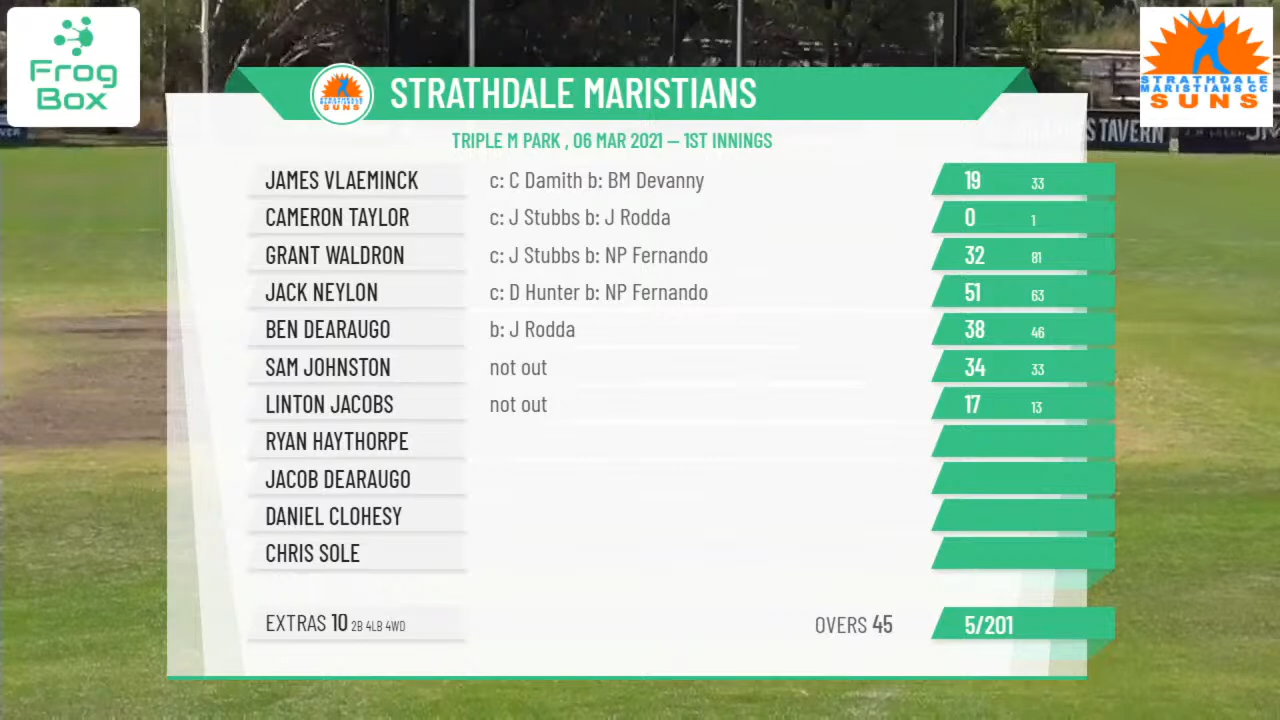 Frog
Box
STRATHDALE
MARISTIANS CC
SUNS
STRATHDALE MARISTIANS
SUNS
TRIPLE M PARK , 06 MAR 2021 – 1ST INNINGS
TAVERN
JAMES VLAEMINCK c: C Damith b: BM Devanny 19 33
CAMERON TAYLOR c: J Stubbs b: J Rodda 0 1
GRANT WALDRON c: J Stubbs b: NP Fernando 32 81
JACK NEYLON c: D Hunter b: NP Fernando 51 63
BEN DEARAUGO b: J Rodda 38 46
SAM JOHNSTON not out 34 33
LINTON JACOBS not out 17 13
RYAN HAYTHORPE
JACOB DEARAUGO
DANIEL CLOHESY
CHRIS SOLE
EXTRAS 10 2B 4LB 4WD OVERS 45 5/201